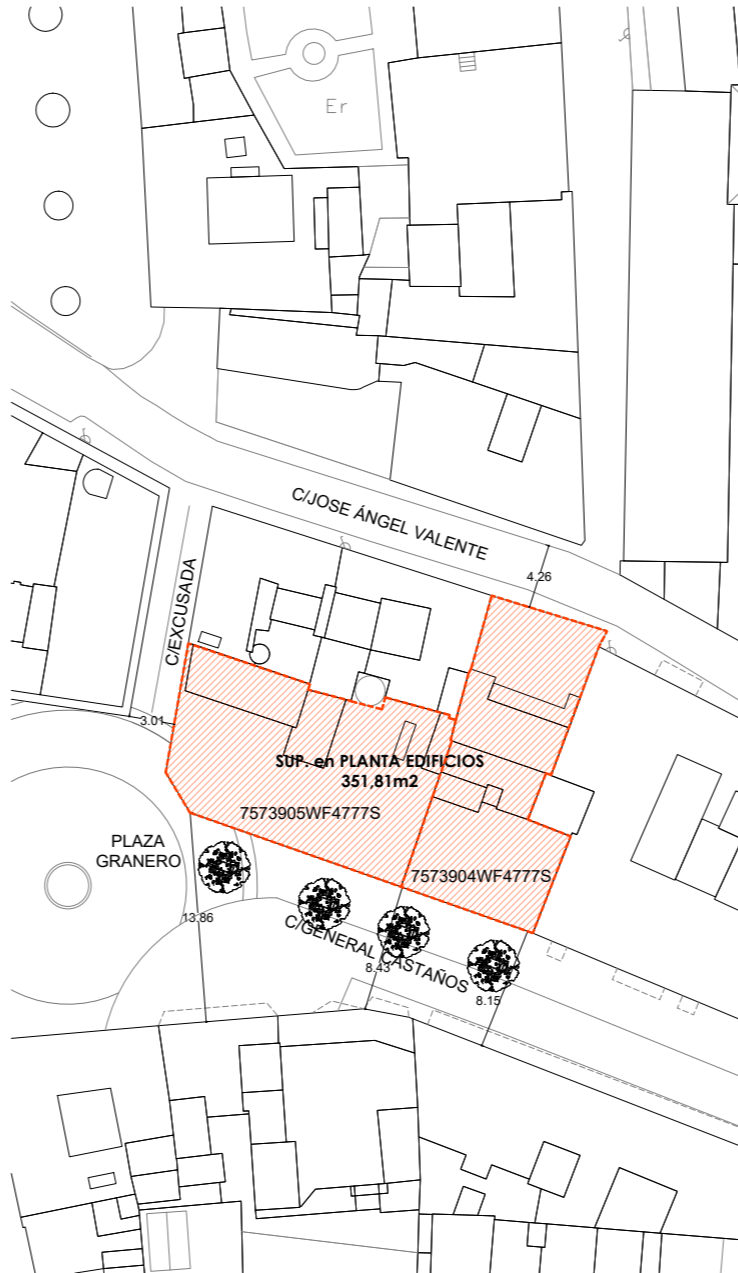 Er
C/JOSE ÁNGEL VALENTE
4.26
C/EXCUSADA
3.01
SUP. en PLANTA EDIFICIOS
351,81m2
7573905WF4777S
PLAZA
GRANERO
7573904WF4777S
13.86
C/GENERAL CASTAÑOS
8.43
8.15